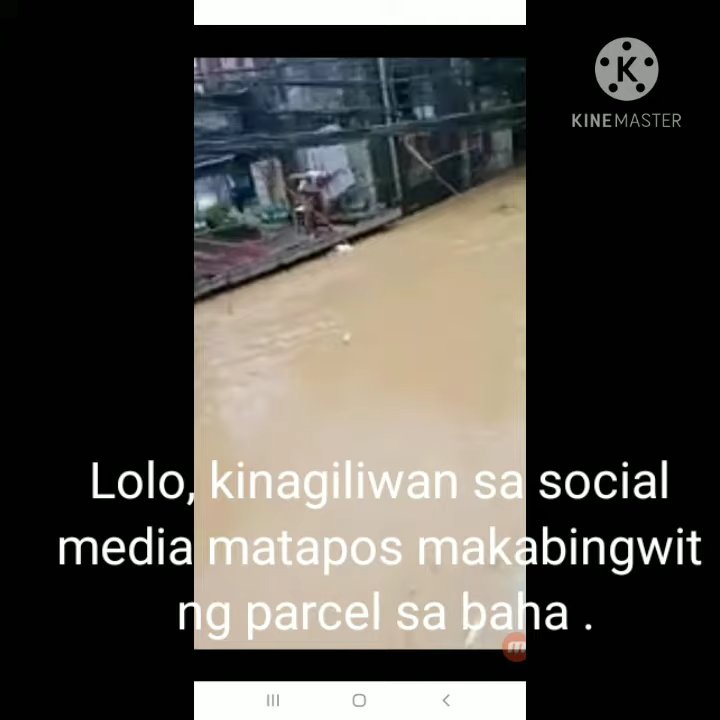 KINEMASTER
Lolo, kinagiliwan sa social
media matapos makabingwit
ng parcel sa baha .